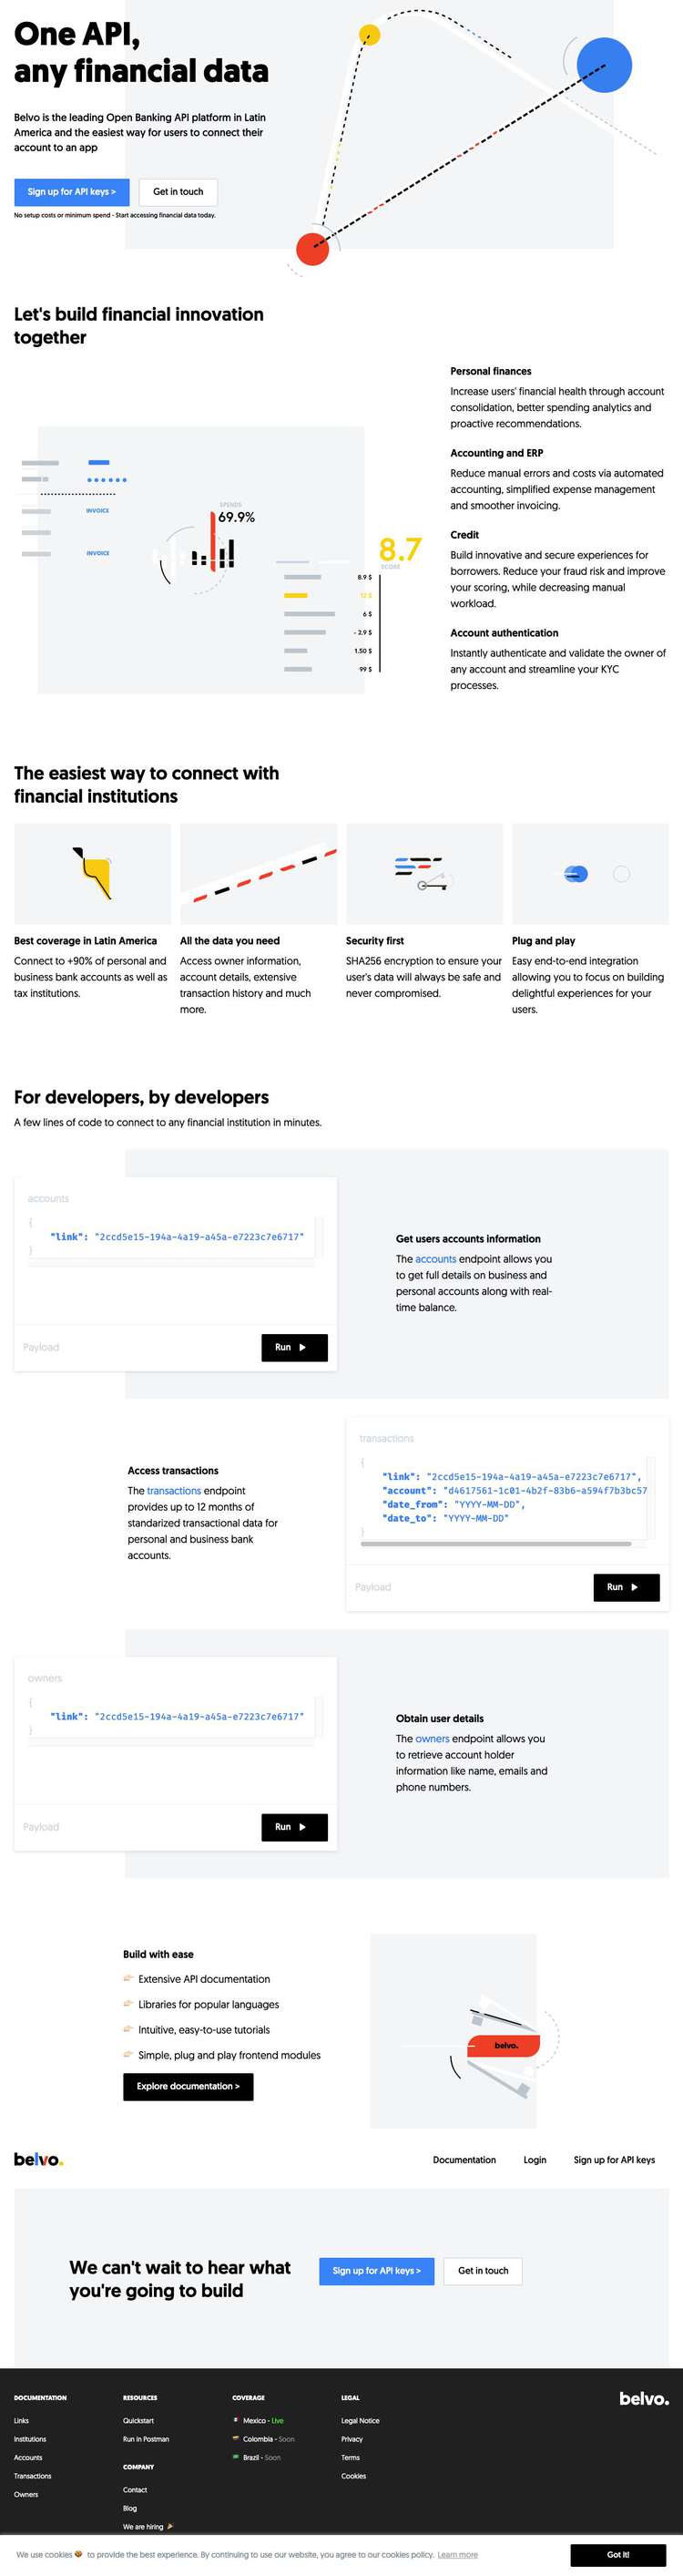 One API,
any financial data
Belvo is the leading Open Banking API platform in Latin
America and the easiest way for users to connect their
account to an app
Sign up for API keys >
Get in touch
No setup costs or minimum spend - Start accessing financial data today.
Let's build financial innovation
together
INVOICE
INVOICE
SPENDS
69.9%
8.7
SCORE
8.9 $
12 $
6 $
- 2.9 $
1.50 $
99 $
Personal finances
Increase users' financial health through account
consolidation, better spending analytics and
proactive recommendations.
Accounting and ERP
Reduce manual errors and costs via automated
accounting, simplified expense management
and smoother invoicing.
Credit
Build innovative and secure experiences for
borrowers. Reduce your fraud risk and improve
your scoring, while decreasing manual
workload.
Account authentication
Instantly authenticate and validate the owner of
any account and streamline your KYC
processes.
The easiest way to connect with
financial institutions
Best coverage in Latin America
Connect to +90% of personal and
business bank accounts as well as
tax institutions.
All the data you need
Access owner information,
account details, extensive
transaction history and much
more.
Security first
SHA256 encryption to ensure your
user's data will always be safe and
never compromised.
Plug and play
Easy end-to-end integration
allowing you to focus on building
delightful experiences for your
users.
For developers, by developers
A few lines of code to connect to any financial institution in minutes.
accounts
{
"link": "2ccd5e15-194a-4a19-a45a-e7223c7e6717"
}
Payload
Run
Get users accounts information
The accounts endpoint allows you
to get full details on business and
personal accounts along with real-
time balance.
Access transactions
The transactions endpoint
provides up to 12 months of
standarized transactional data for
personal and business bank
accounts.
transactions
{
"link": "2ccd5e15-194a-4a19-a45a-e7223c7e6717",
"account": "d4617561-1c01-4b2f-83b6-a594f7b3bc57
"date_from": "YYYY-MM-DD",
"date_to": "YYYY-MM-DD"
}
Payload
Run
owners
{
"link": "2ccd5e15-194a-4a19-a45a-e7223c7e6717"
}
Payload
Run
Obtain user details
The owners endpoint allows you
to retrieve account holder
information like name, emails and
phone numbers.
Build with ease
Extensive API documentation
Libraries for popular languages
Intuitive, easy-to-use tutorials
Simple, plug and play frontend modules
Explore documentation >
belvo.
belvo.
Documentation
Login
Sign up for API keys
We can't wait to hear what
you're going to build
Sign up for API keys >
Get in touch
DOCUMENTATION
Links
Institutions
Accounts
Transactions
Owners
RESOURCES
Quickstart
Run in Postman
COMPANY
Contact
Blog
We are hiring
COVERAGE
Mexico - Live
Colombia - Soon
Brazil - Soon
LEGAL
Legal Notice
Privacy
Terms
Cookies
belvo.
We use cookies 🍪 to provide the best experience. By continuing to use our website, you agree to our cookies policy. Learn more
Got It!